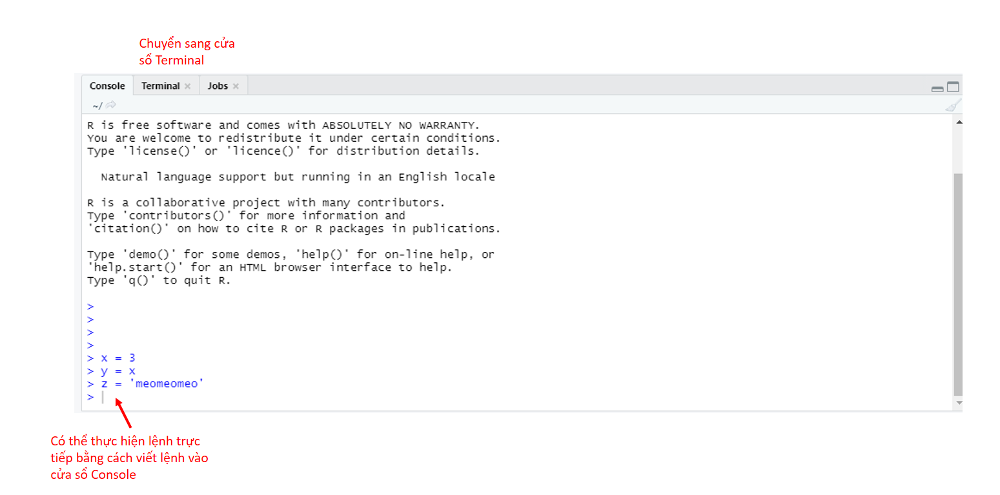 Chuyển sang cửa
sổ Terminal
Console Terminal Jobs
~/
R is free software and comes with ABSOLUTELY NO WARRANTY.
You are welcome to redistribute it under certain conditions.
Type 'license()' or 'licence()' for distribution details.
Natural language support but running in an English locale
R is a collaborative project with many contributors.
Type 'contributors()' for more information and
'citation()' on how to cite R or R packages in publications.
Type 'demo()' for some demos, 'help()' for on-line help, or
'help.start()' for an HTML browser interface to help.
Type 'q()' to quit R.
>
>
>
>
> x = 3
> y = x
> z = 'meomeomeo'
>
Có thể thực hiện lệnh trực
tiếp bằng cách viết lệnh vào
cửa sổ Console